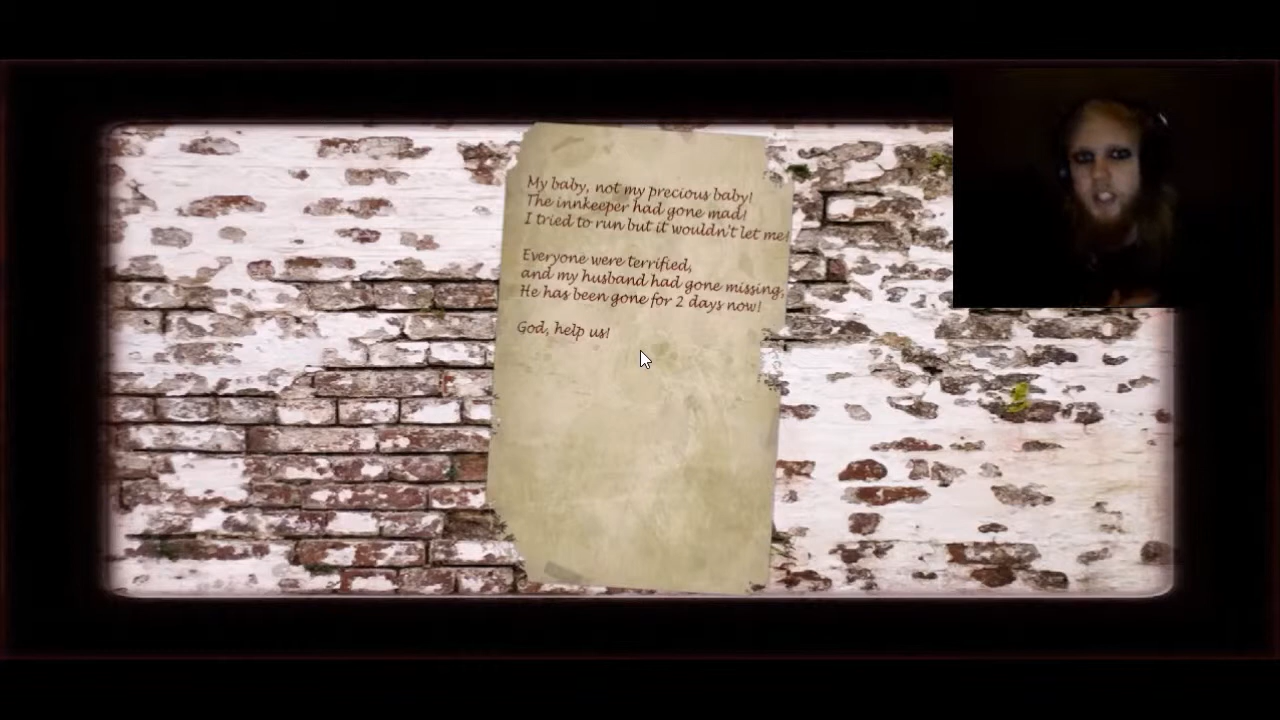 My baby, not my precious baby!
The innkeeper had gone mad!
I tried to run but it wouldn't let me!
Everyone were terrified,
and my husband had gone missing,
He has been gone for 2 days now!
God, help us!